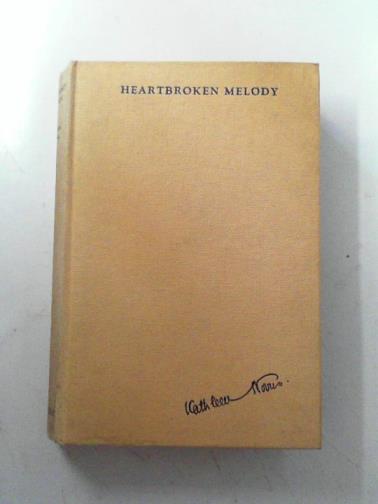 HEARTBROKEN MELODY
Kathleen Norris.